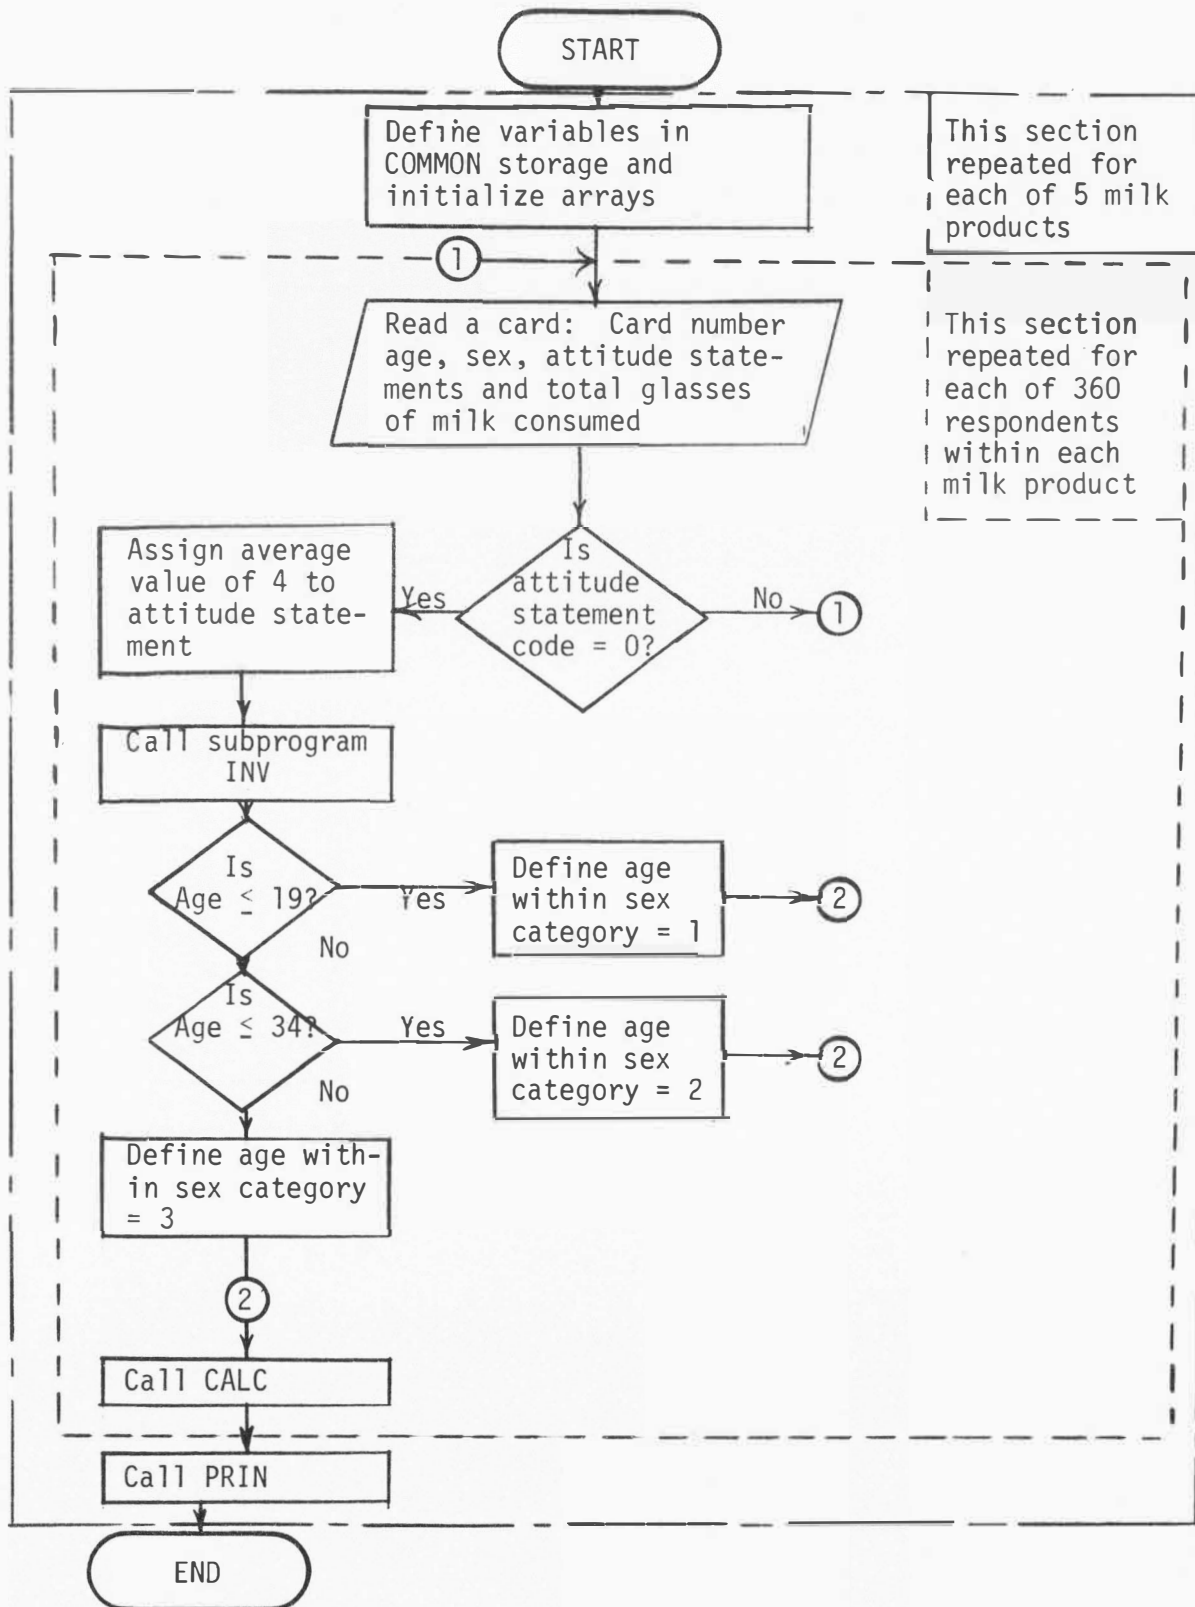 START
Define variables in
COMMON storage and
initialize arrays
This section
repeated for
each of 5 milk
products
1
Read a card: Card number
age, sex, attitude state-
ments and total glasses
of milk consumed
This section
repeated for
each of 360
respondents
within each
milk product
Is
attitude
statement
code = 0?
Yes
No
1
Assign average
value of 4 to
attitude state-
ment
Call subprogram
INV
Is
Age ≤ 19?
Yes
No
Define age
within sex
category = 1
2
Is
Age ≤ 34?
Yes
No
Define age
within sex
category = 2
2
Define age with-
in sex category
= 3
2
Call CALC
Call PRIN
END